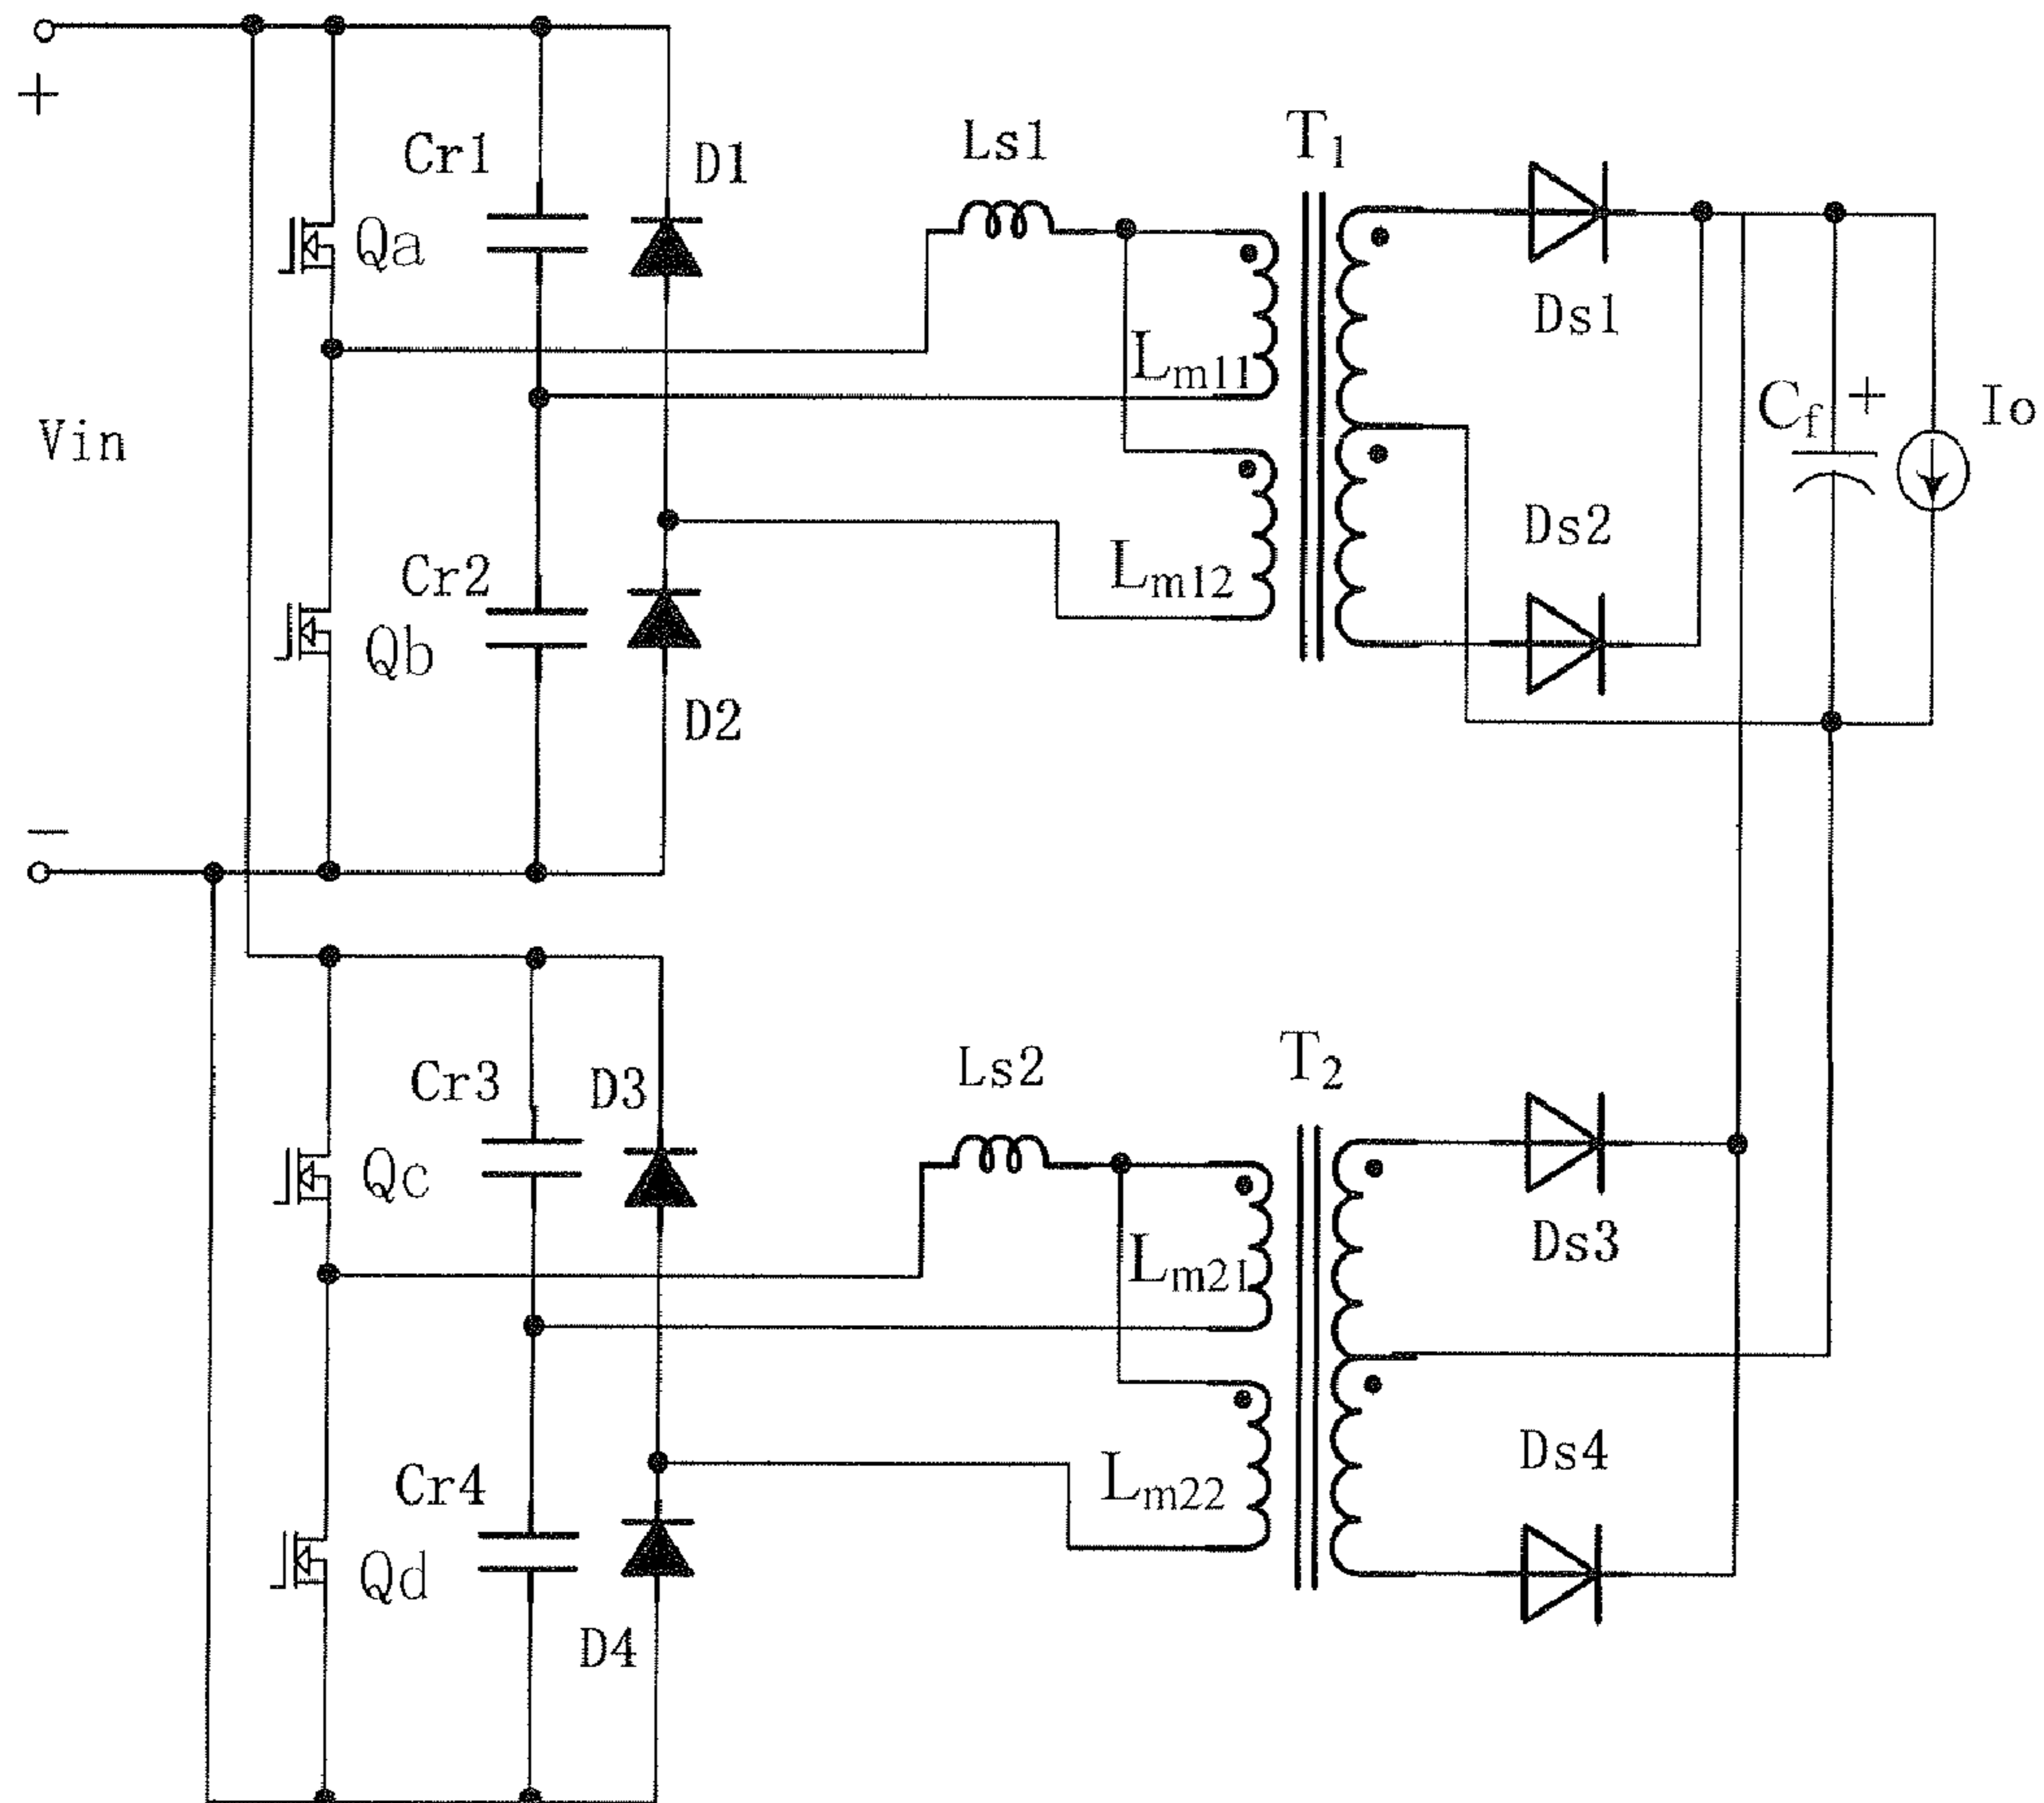 +
Vin
−
Cr1
D1
Qa
Cr2
Qb
D2
Ls1
T1
Lm11
Lm12
Ds1
Ds2
Cf
+
Io
Cr3
D3
Qc
Cr4
Qd
D4
Ls2
T2
Lm21
Lm22
Ds3
Ds4